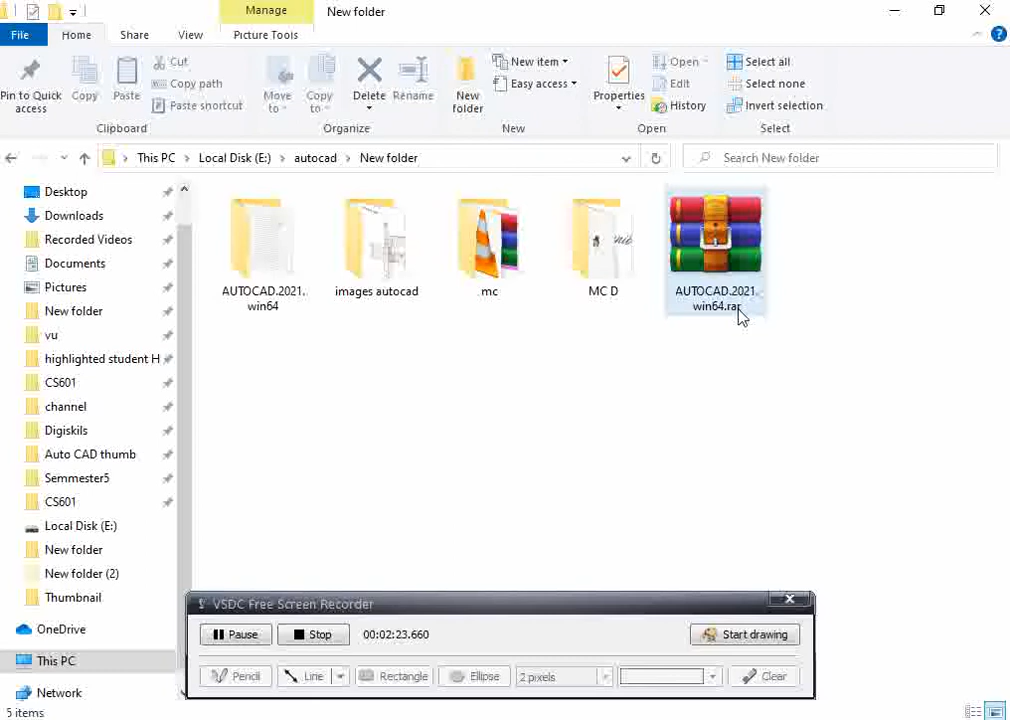 Manage
New folder
File
Home
Share
View
Picture Tools
Pin to Quick
access
Copy
Paste
Cut
Copy path
Paste shortcut
Clipboard
Move
to
Copy
to
Delete
Rename
Organize
New
folder
New item
Easy access
New
Properties
Open
Edit
History
Open
Select all
Select none
Invert selection
Select
This PC
Local Disk (E:)
autocad
New folder
Search New folder
Desktop
Downloads
Recorded Videos
Documents
Pictures
New folder
vu
highlighted student H
CS601
channel
Digiskils
Auto CAD thumb
Semmester5
CS601
Local Disk (E:)
New folder
New folder (2)
Thumbnail
OneDrive
This PC
Network
AUTOCAD.2021.
win64
images autocad
mc
MC D
AUTOCAD.2021.
win64.rar
VSDC Free Screen Recorder
Pause
Stop
00:02:23.660
Start drawing
Pencil
Line
Rectangle
Ellipse
2 pixels
Clear
5 items